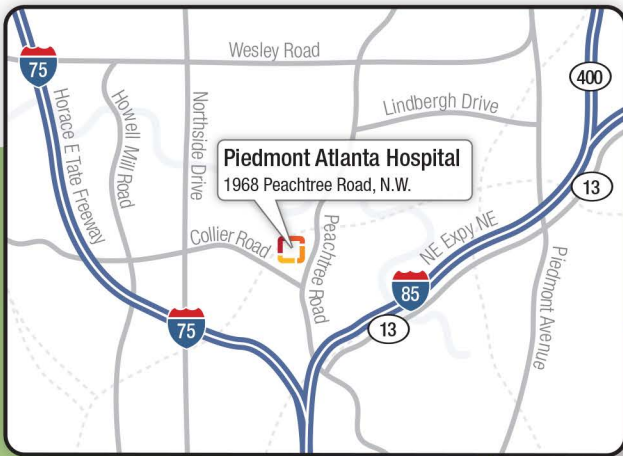 Wesley Road
75
400
Horace E Tate Freeway
Howell Mill Road
Northside Drive
Lindbergh Drive
Piedmont Atlanta Hospital
1968 Peachtree Road, N.W.
13
Collier Road
Peachtree Road
NE Expy NE
Piedmont Avenue
85
75
13